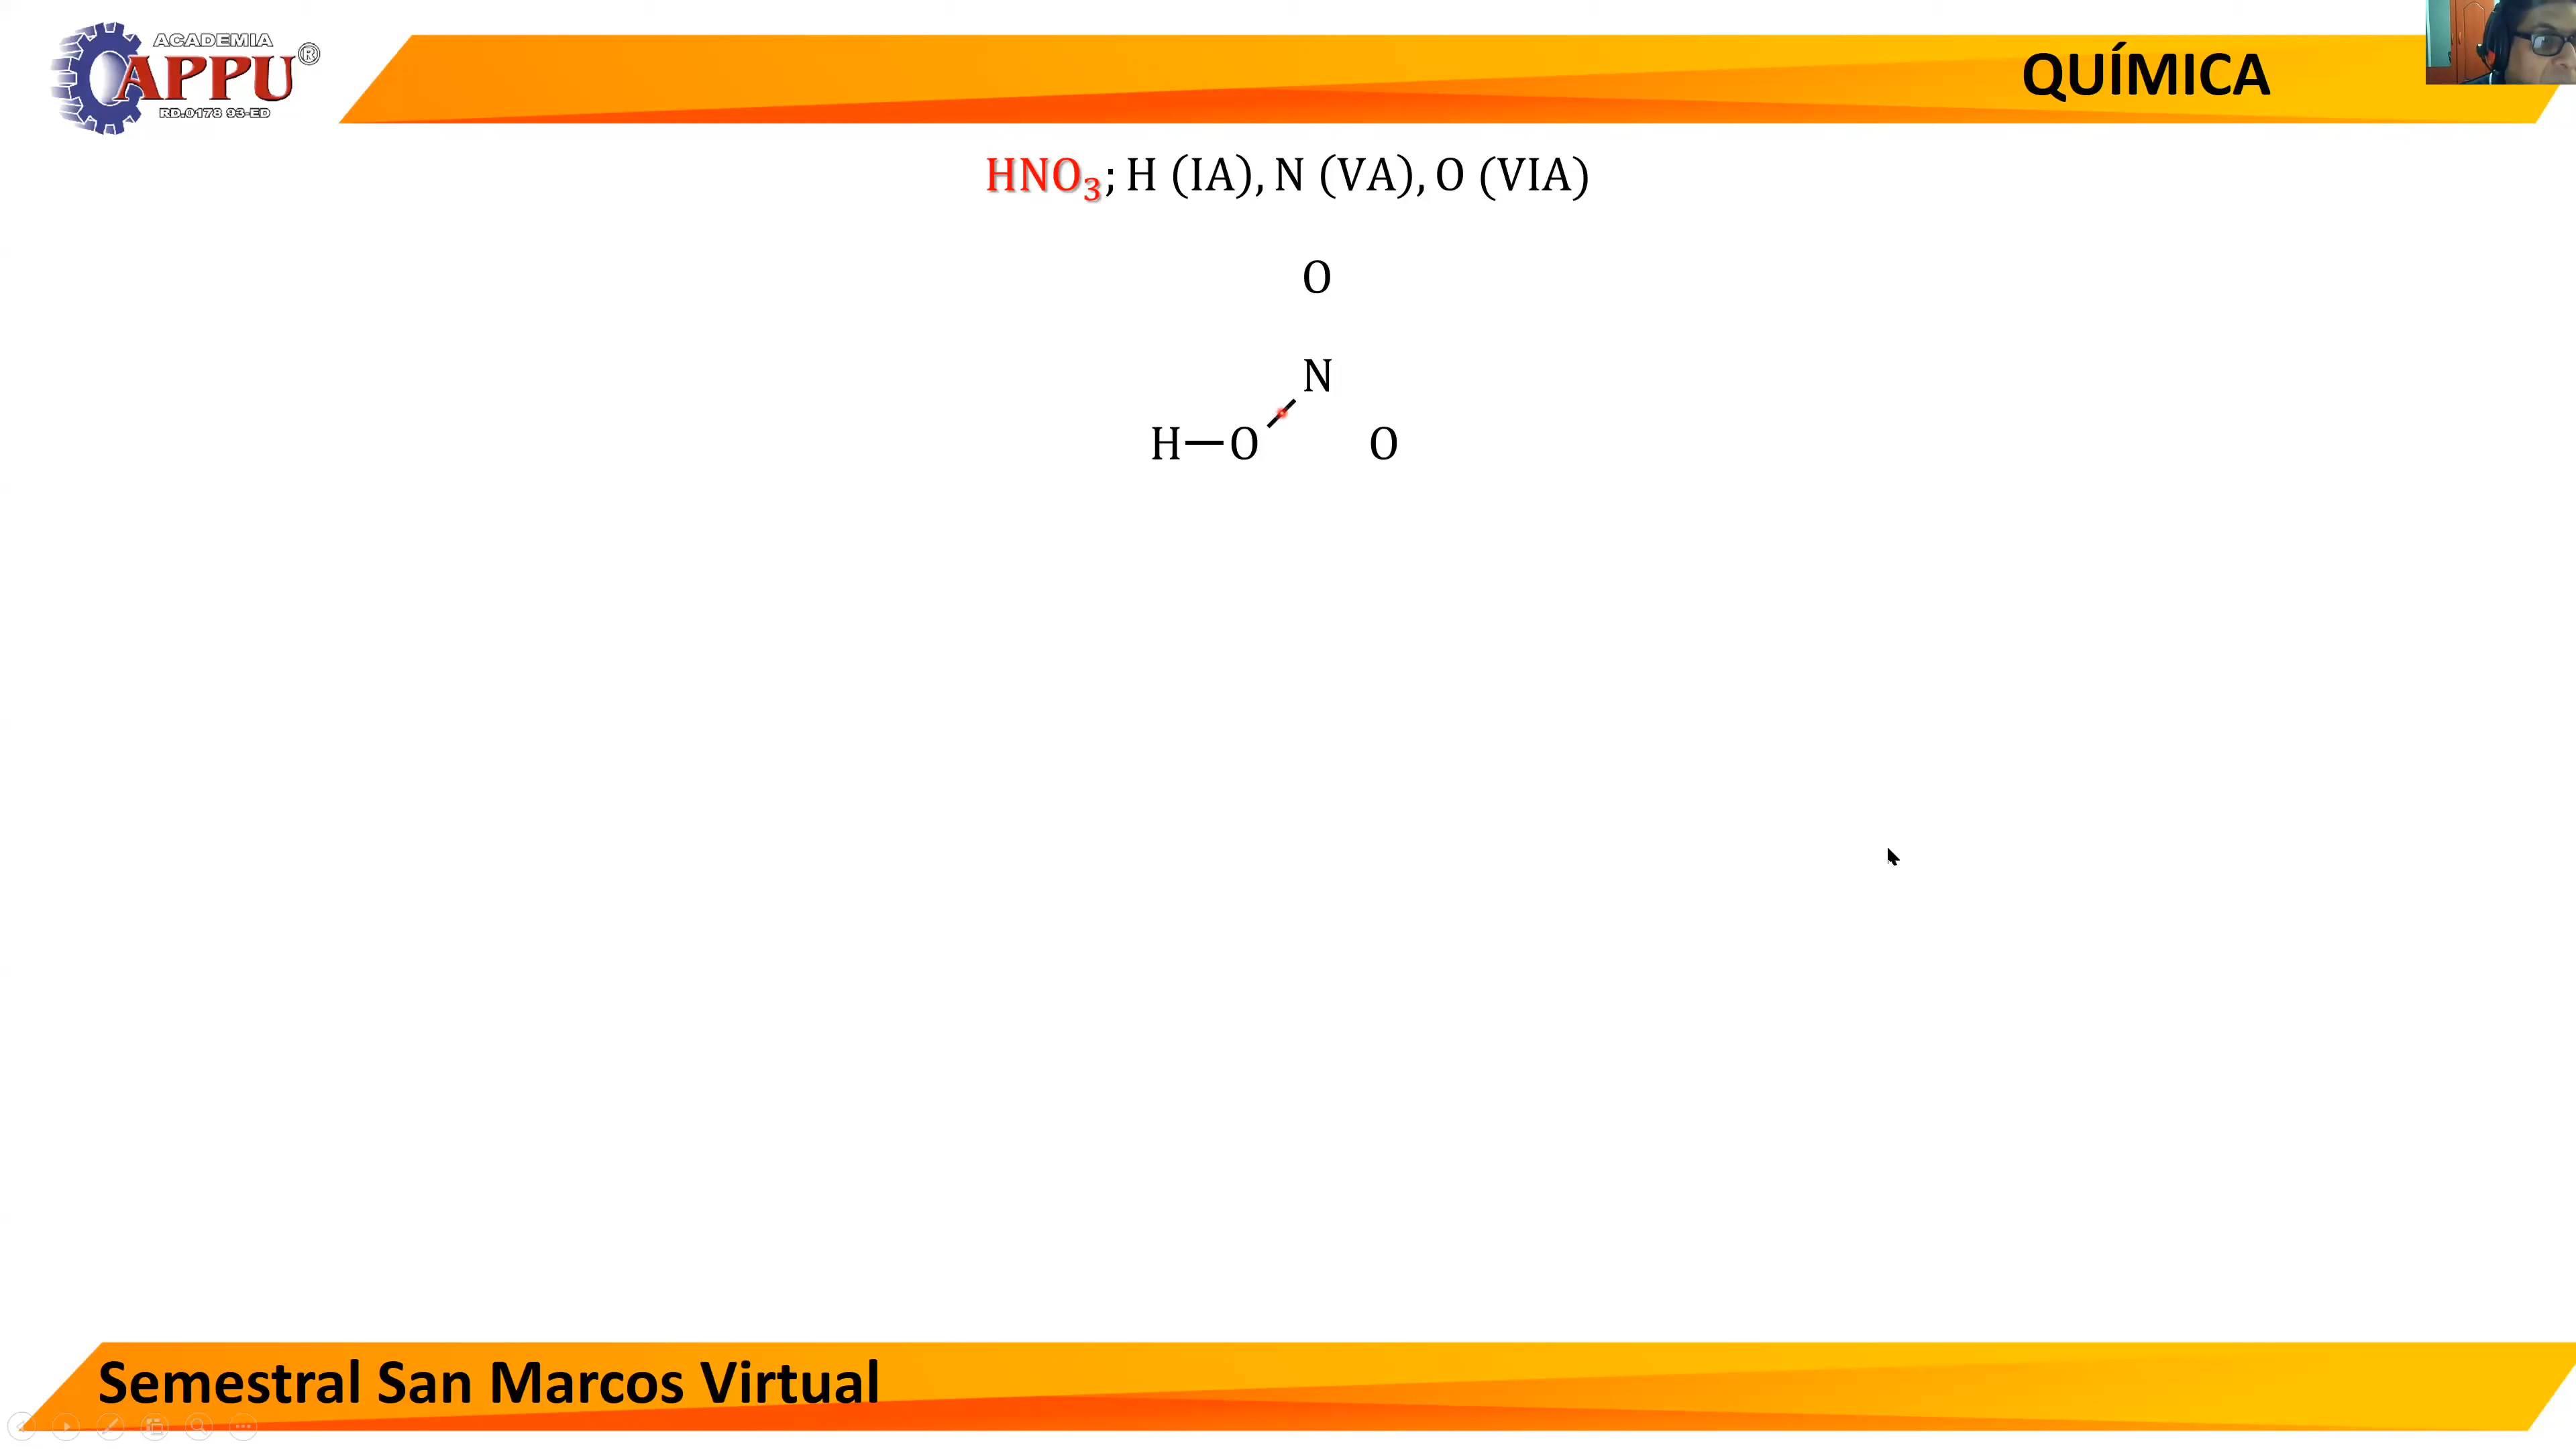 ACADEMIA
APPU ®
RD.0178 93-ED
QUÍMICA
HNO₃; H (IA), N (VA), O (VIA)
O
N
H—O O
Semestral San Marcos Virtual